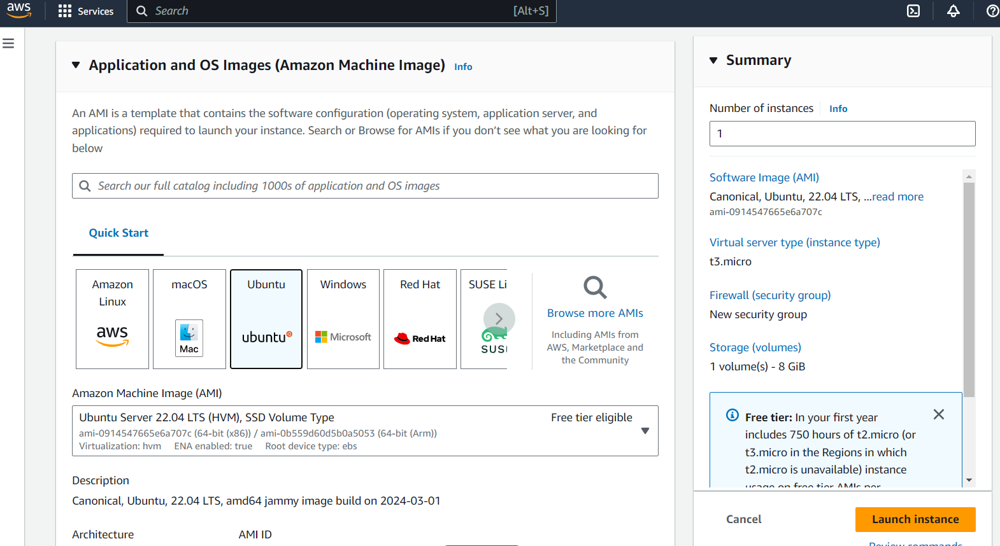 aws
Services
Search
[Alt+S]
Application and OS Images (Amazon Machine Image) Info
An AMI is a template that contains the software configuration (operating system, application server, and
applications) required to launch your instance. Search or Browse for AMIs if you don’t see what you are looking for
below
Search our full catalog including 1000s of application and OS images
Quick Start
Amazon
Linux
aws
macOS
Mac
Ubuntu
ubuntu
Windows
Microsoft
Red Hat
Red Hat
SUSE Li
SUS
Browse more AMIs
Including AMIs from
AWS, Marketplace and
the Community
Amazon Machine Image (AMI)
Ubuntu Server 22.04 LTS (HVM), SSD Volume Type
Free tier eligible
ami-0914547665e6a707c (64-bit (x86)) / ami-0b559d60d5b0a5053 (64-bit (Arm))
Virtualization: hvm ENA enabled: true Root device type: ebs
Description
Canonical, Ubuntu, 22.04 LTS, amd64 jammy image build on 2024-03-01
Architecture
AMI ID
Summary
Number of instances Info
1
Software Image (AMI)
Canonical, Ubuntu, 22.04 LTS, ...read more
ami-0914547665e6a707c
Virtual server type (instance type)
t3.micro
Firewall (security group)
New security group
Storage (volumes)
1 volume(s) - 8 GiB
Free tier: In your first year
includes 750 hours of t2.micro (or
t3.micro in the Regions in which
t2.micro is unavailable) instance
usage on free tier AMIs per
Cancel
Launch instance
Review commands